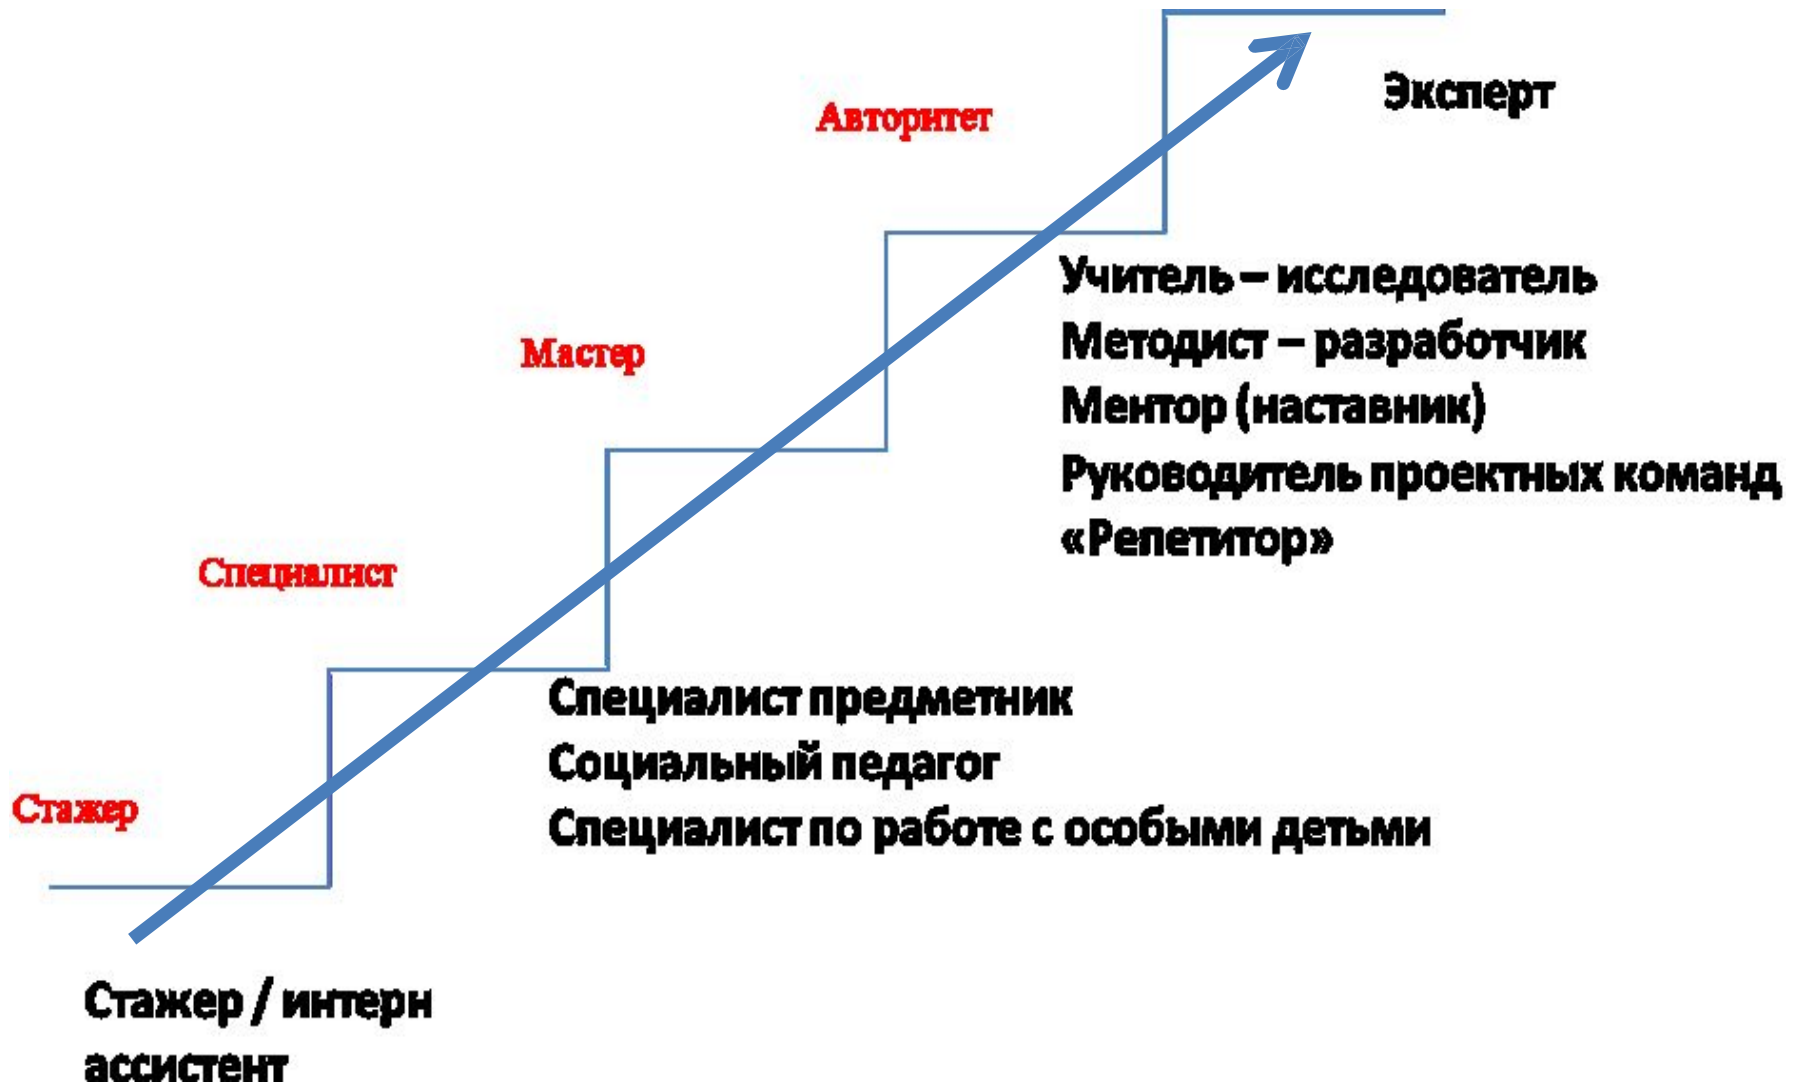 Эксперт
Авторитет
Учитель – исследователь
Методист – разработчик
Ментор (наставник)
Руководитель проектных команд
«Репетитор»
Мастер
Специалист
Специалист предметник
Социальный педагог
Специалист по работе с особыми детьми
Стажер
Стажер / интерн
ассистент